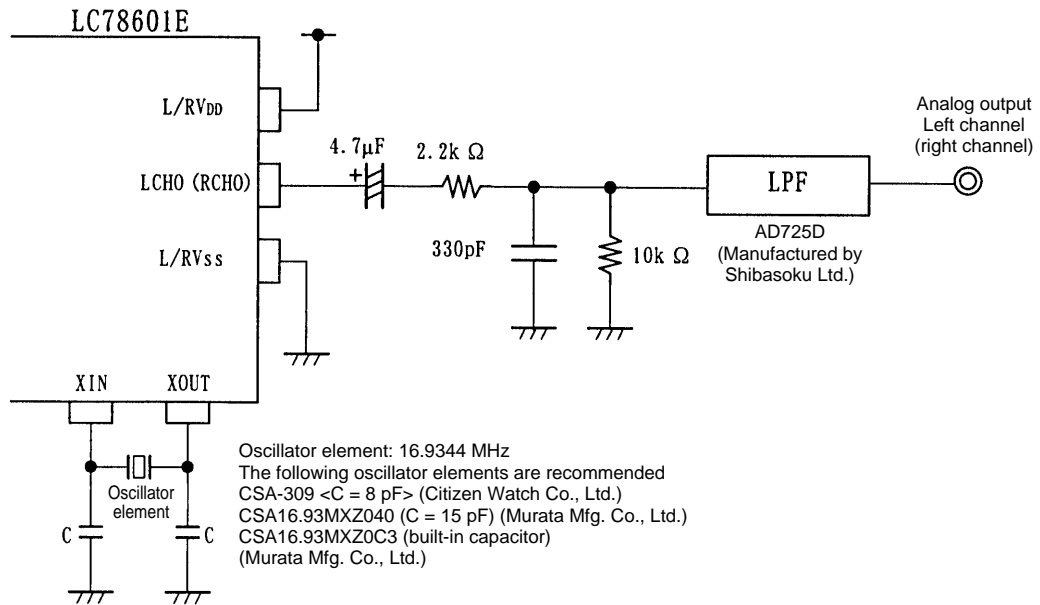 LC78601E
L/RVDD
4.7µF
2.2k Ω
LCHO (RCHO)
L/RVSS
330pF
10k Ω
LPF
AD725D
(Manufactured by
Shibasoku Ltd.)
Analog output
Left channel
(right channel)
XIN
XOUT
Oscillator
element
C
C
Oscillator element: 16.9344 MHz
The following oscillator elements are recommended
CSA-309 <C = 8 pF> (Citizen Watch Co., Ltd.)
CSA16.93MXZ040 (C = 15 pF) (Murata Mfg. Co., Ltd.)
CSA16.93MXZ0C3 (built-in capacitor)
(Murata Mfg. Co., Ltd.)
+